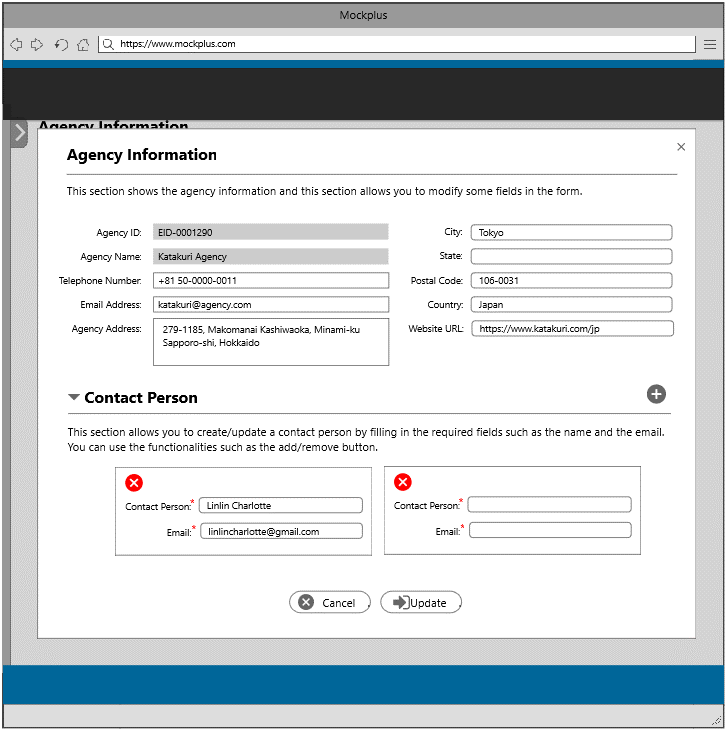 Mockplus
https://www.mockplus.com
Agency Information
Agency Information
This section shows the agency information and this section allows you to modify some fields in the form.
Agency ID: EID-0001290
City: Tokyo
Agency Name: Katakuri Agency
State:
Telephone Number: +81 50-0000-0011
Postal Code: 106-0031
Email Address: katakuri@agency.com
Country: Japan
Agency Address: 279-1185, Makomanai Kashiwaoka, Minami-ku
Sapporo-shi, Hokkaido
Website URL: https://www.katakuri.com/jp
Contact Person
This section allows you to create/update a contact person by filling in the required fields such as the name and the email.
You can use the functionalities such as the add/remove button.
Contact Person:* Linlin Charlotte
Email:* linlincharlotte@gmail.com
Contact Person:*
Email:*
Cancel
Update